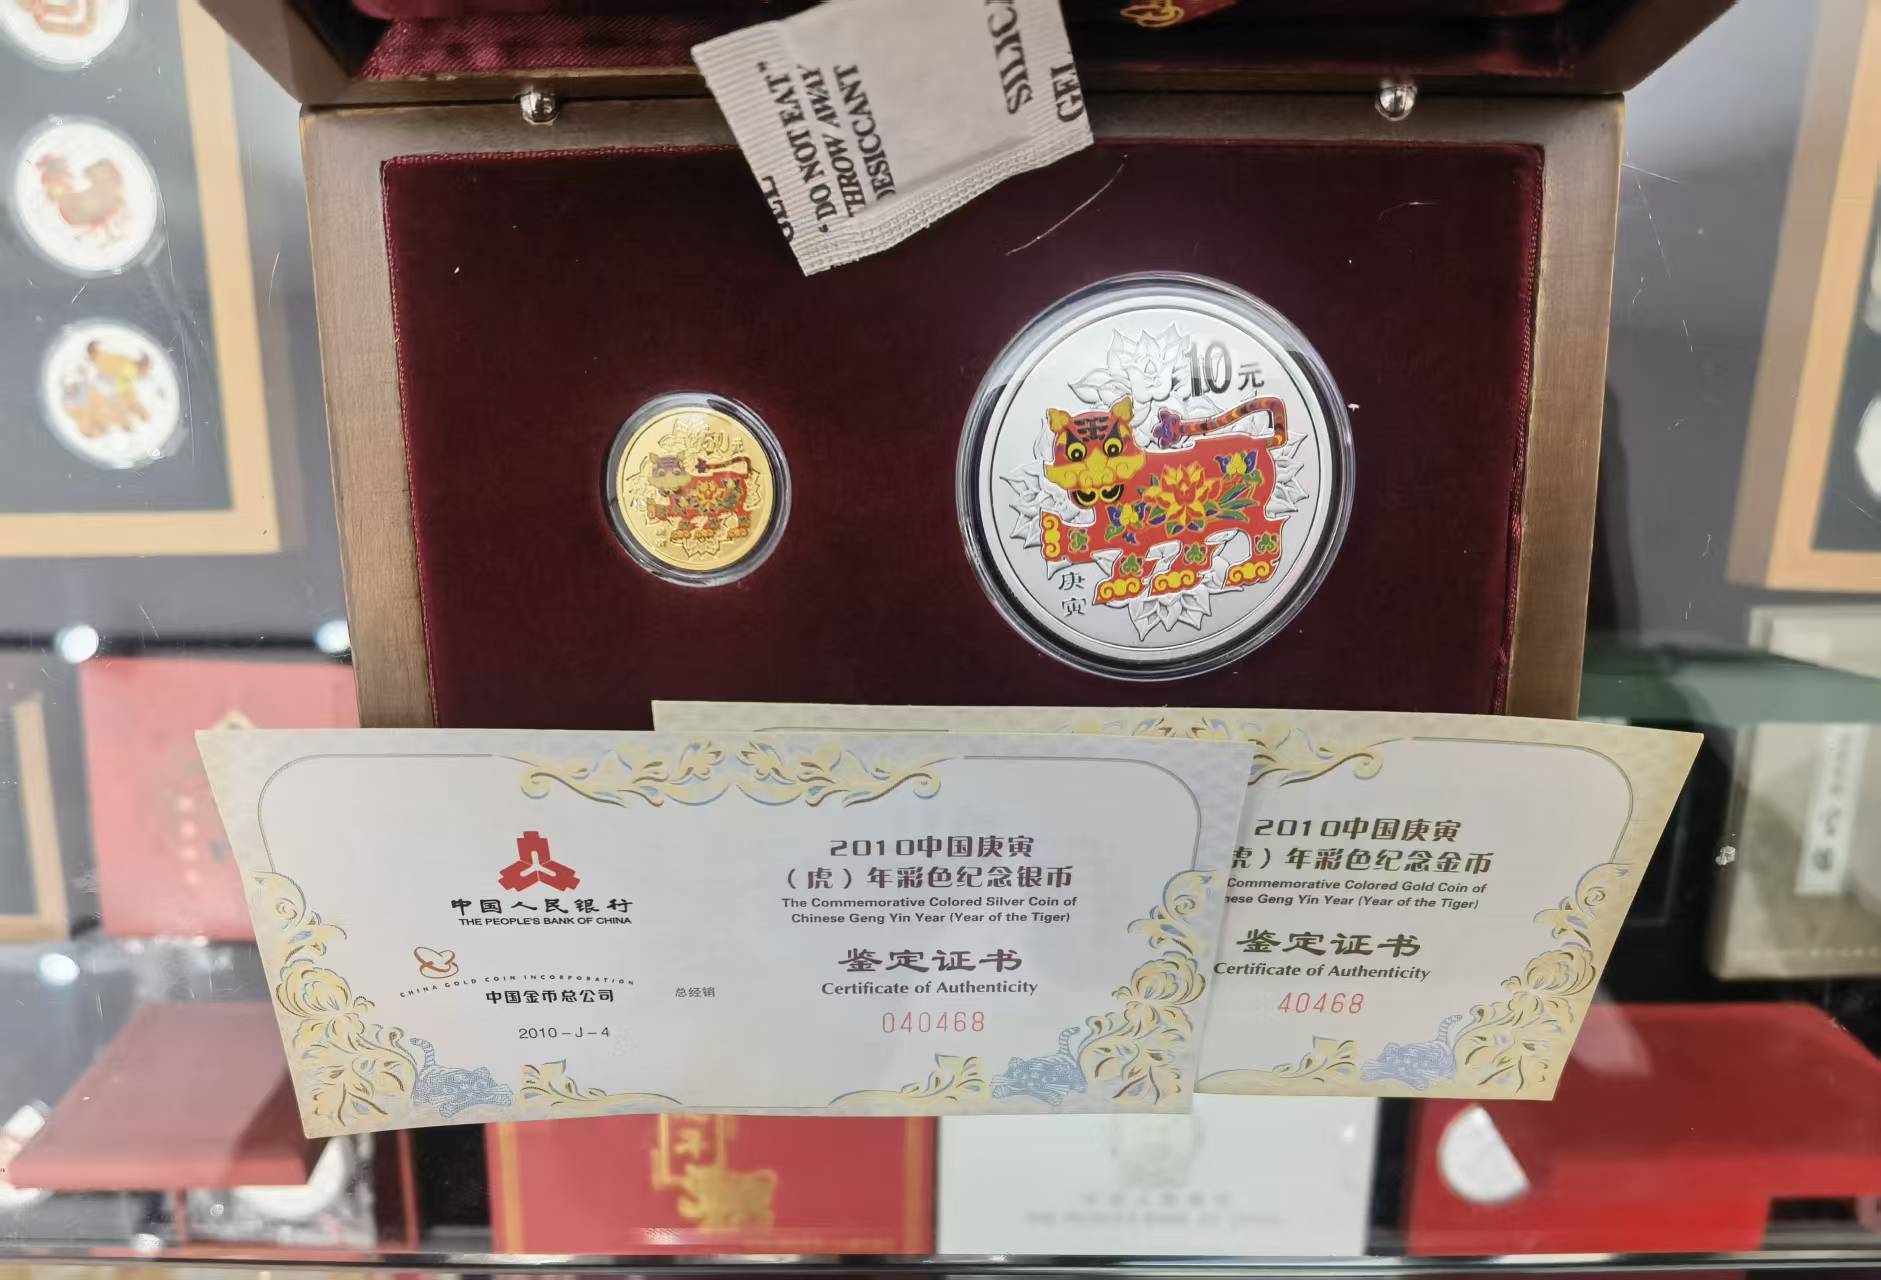 SILICA
GEL
"DO NOT EAT"
THROW AWAY
DESICCANT
50元
10元
庚
寅
中国人民银行
THE PEOPLE'S BANK OF CHINA
CHINA GOLD COIN INCORPORATION
中国金币总公司
总经销
2010-J-4
2010中国庚寅
（虎）年彩色纪念银币
The Commemorative Colored Silver Coin of
Chinese Geng Yin Year (Year of the Tiger)
鉴定证书
Certificate of Authenticity
040468
2010中国庚寅
虎）年彩色纪念金币
Commemorative Colored Gold Coin of
nese Geng Yin Year (Year of the Tiger)
鉴定证书
Certificate of Authenticity
40468